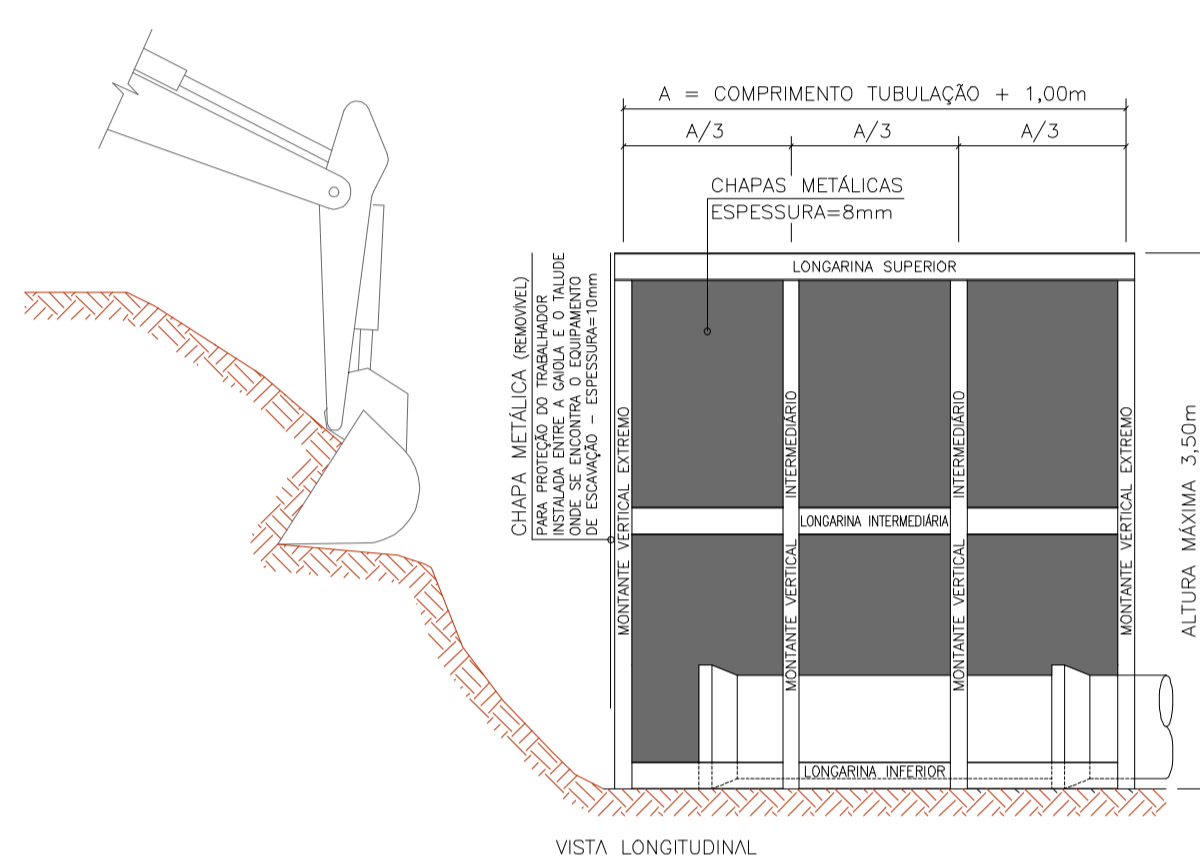 A = COMPRIMENTO TUBULAÇÃO + 1,00m
A/3
A/3
A/3
CHAPAS METÁLICAS
ESPESSURA=8mm
LONGARINA SUPERIOR
CHAPA METÁLICA (REMOVÍVEL)
PARA PROTEÇÃO DO TRABALHADOR
INSTALADA ENTRE A GAIOLA E O TALUDE
ONDE SE ENCONTRA O EQUIPAMENTO
DE ESCAVAÇÃO - ESPESSURA=10mm
MONTANTE VERTICAL EXTREMO
MONTANTE VERTICAL INTERMEDIÁRIO
MONTANTE VERTICAL INTERMEDIÁRIO
MONTANTE VERTICAL EXTREMO
LONGARINA INTERMEDIÁRIA
LONGARINA INFERIOR
ALTURA MÁXIMA 3,50m
VISTA LONGITUDINAL